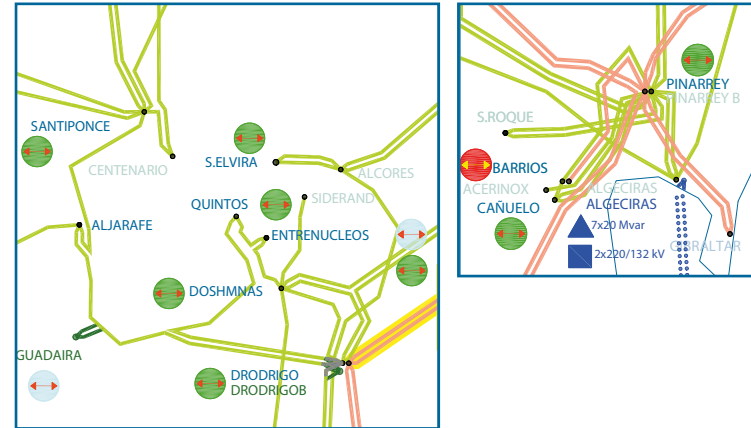 SANTIPONCE
CENTENARIO
S.ELVIRA
ALCORES
QUINTOS
SIDERAND
ALJARAFE
ENTRENUCLEOS
DOSHMNAS
GUADAIRA
DRODRIGO
DRODRIGOB
PINARREY
PINARREY B
S.ROQUE
BARRIOS
ACERINOX
ALGECIRAS
CAÑUELO
ALGECIRAS
7x20 Mvar
GIBRALTAR
2x220/132 kV